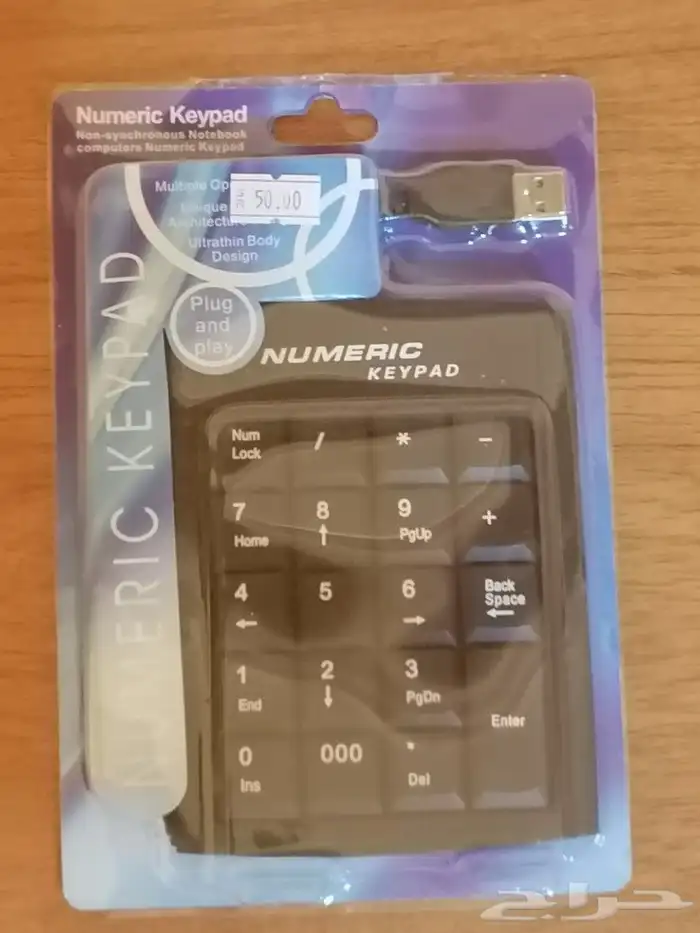 Numeric Keypad
Non-synchronous Notebook
computers Numeric Keypad
50.00
Ultrathin Body
Design
Plug
and
play
NUMERIC KEYPAD
NUMERIC
KEYPAD
Num
Lock
/
*
-
7
Home
8
↑
9
PgUp
+
4
←
5
6
→
Back
Space
←
1
End
2
↓
3
PgDn
Enter
0
Ins
000
.
Del
حراج